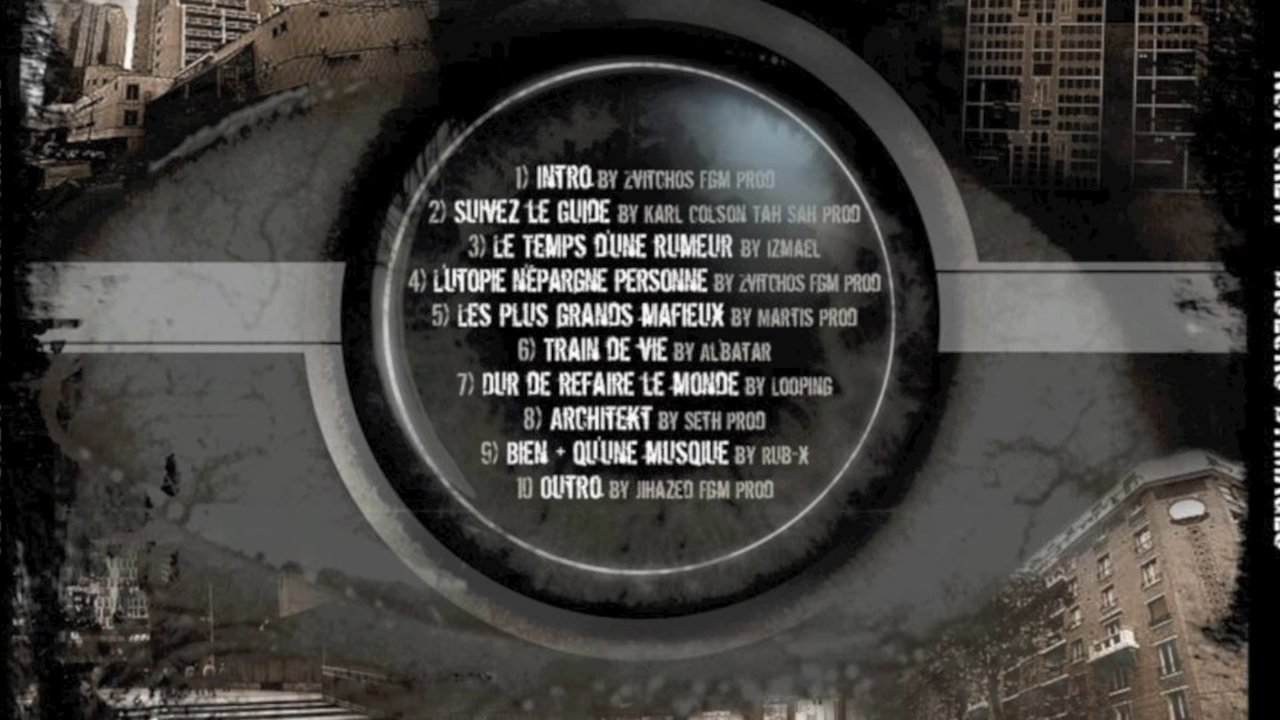 1) INTRO BY ZVITCHOS FGM PROD
2) SUIVEZ LE GUIDE BY KARL COLSON TAH SAH PROD
3) LE TEMPS D'UNE RUMEUR BY IZMAEL
4) L'UTOPIE N'ÉPARGNE PERSONNE BY ZVITCHOS FGM PROD
5) LES PLUS GRANDS MAFIEUX BY MARTIS PROD
6) TRAIN DE VIE BY AL'BATAR
7) DUR DE REFAIRE LE MONDE BY LOOPING
8) ARCHITEKT BY SETH PROD
9) BIEN + QU'UNE MUSQIUE BY RUB-X
10 OUTRO BY JIHAZED FGM PROD